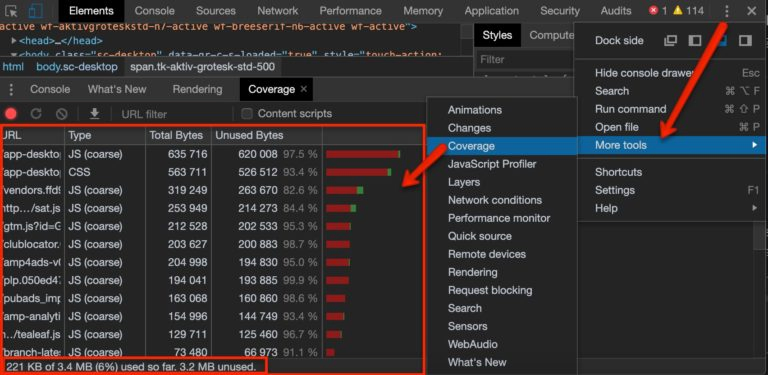 Elements Console Sources Network Performance Memory Application Security Audits 1 114
active wf-aktivgroteskstd-n7-active wf-breeserif-n6-active wf-active">
<head>…</head>
<body class="sc-desktop" data-gr-c-s-loaded="true" style="touch-action:
html body.sc-desktop span.tk-aktiv-grotesk-std-500
Styles Compute
Filter
Console What's New Rendering Coverage ×
URL filter Content scripts
URL Type Total Bytes Unused Bytes
/app-desktop JS (coarse) 635 716 620 008 97.5 %
/app-desktop CSS 563 711 526 512 93.4 %
/vendors.ffd9 JS (coarse) 319 249 263 670 82.6 %
http…/sat.js JS (coarse) 253 949 214 273 84.4 %
/gtm.js?id=G JS (coarse) 212 528 202 533 95.3 %
/clublocator. JS (coarse) 203 627 200 883 98.7 %
/amp4ads-v0 JS (coarse) 204 998 194 830 95.0 %
/plp.050ed47 JS (coarse) 194 041 193 885 99.9 %
/pubads_imp JS (coarse) 163 068 160 860 98.6 %
/amp-analyti JS (coarse) 154 996 144 749 93.4 %
…/tealeaf.js JS (coarse) 129 711 125 460 96.7 %
/branch-lates JS (coarse) 73 480 66 973 91.1 %
221 KB of 3.4 MB (6%) used so far. 3.2 MB unused.
Animations
Changes
Coverage
JavaScript Profiler
Layers
Network conditions
Performance monitor
Quick source
Remote devices
Rendering
Request blocking
Search
Sensors
WebAudio
What's New
Dock side
Hide console drawer Esc
Search ⌘ ⌥ F
Run command ⌘ ⇧ P
Open file ⌘ P
More tools
Shortcuts
Settings F1
Help